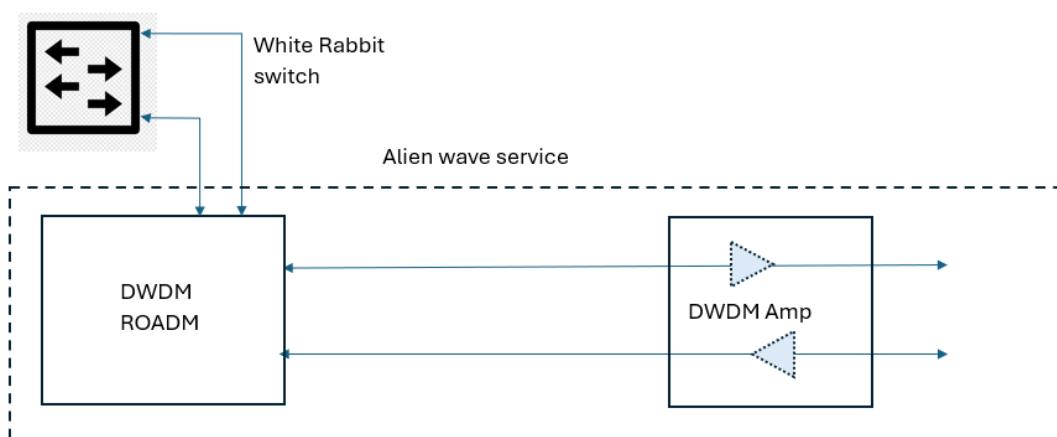 White Rabbit
switch
Alien wave service
DWDM
ROADM
DWDM Amp